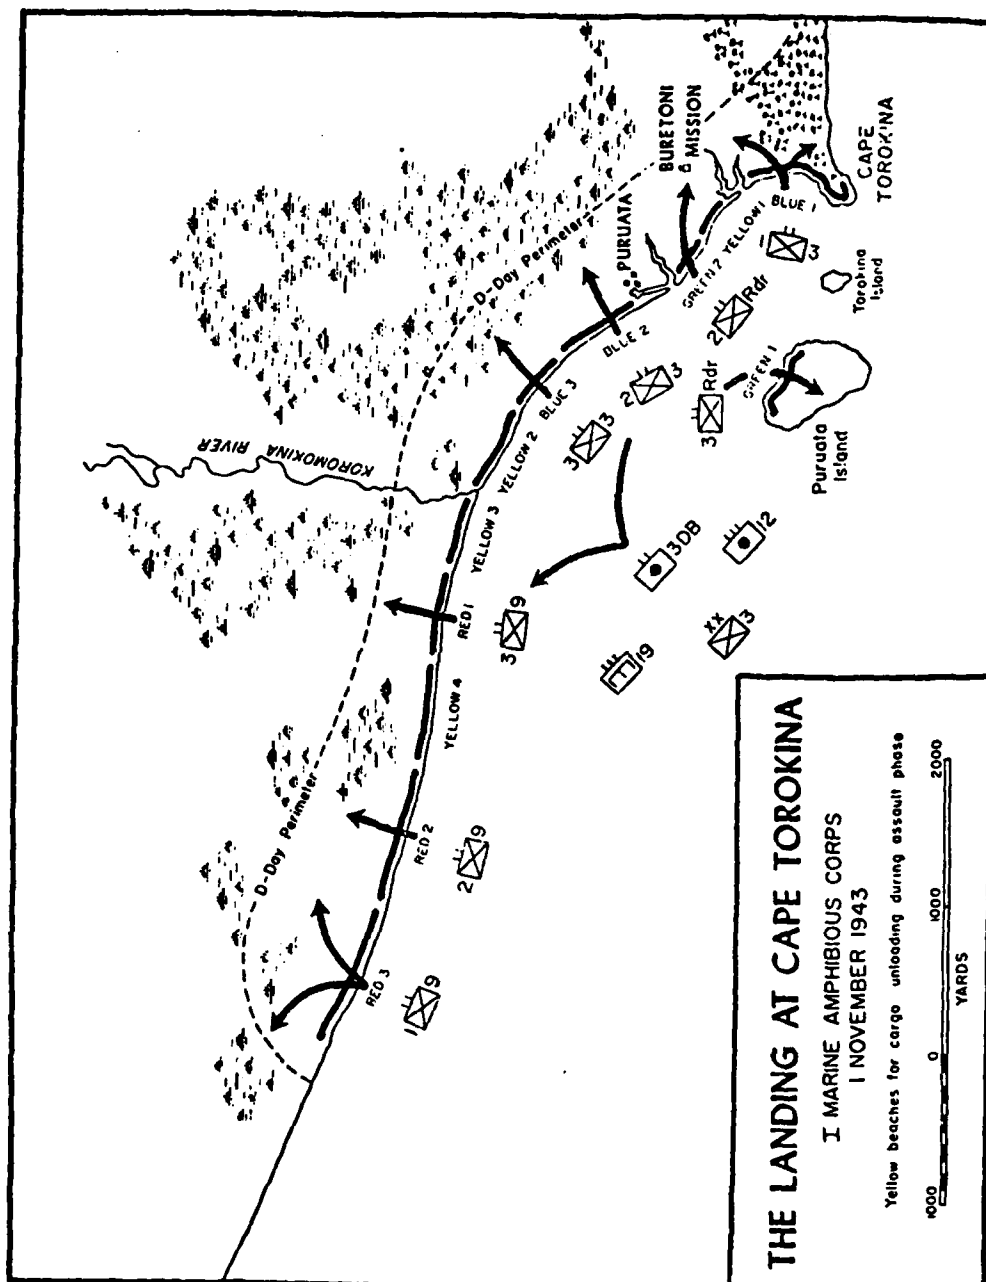 BURETONI
MISSION
CAPE
TOROKINA
PURUATA
D-Day Perimeter
KOROMOKINA RIVER
BLUE 1
YELLOW 1
GREEN 2
BLUE 2
BLUE 3
YELLOW 2
YELLOW 3
RED 1
YELLOW 4
RED 2
RED 3
D-Day Perimeter
Torokina
Island
GREEN 1
Puruata
Island
1 3
2 Rdr
3 Rdr
2 3
3 3
3DB
12
XX 3
19
3 9
2 9
1 9
THE LANDING AT CAPE TOROKINA
I MARINE AMPHIBIOUS CORPS
1 NOVEMBER 1943
Yellow beaches for cargo unloading during assault phase
1000 0 1000 2000
YARDS